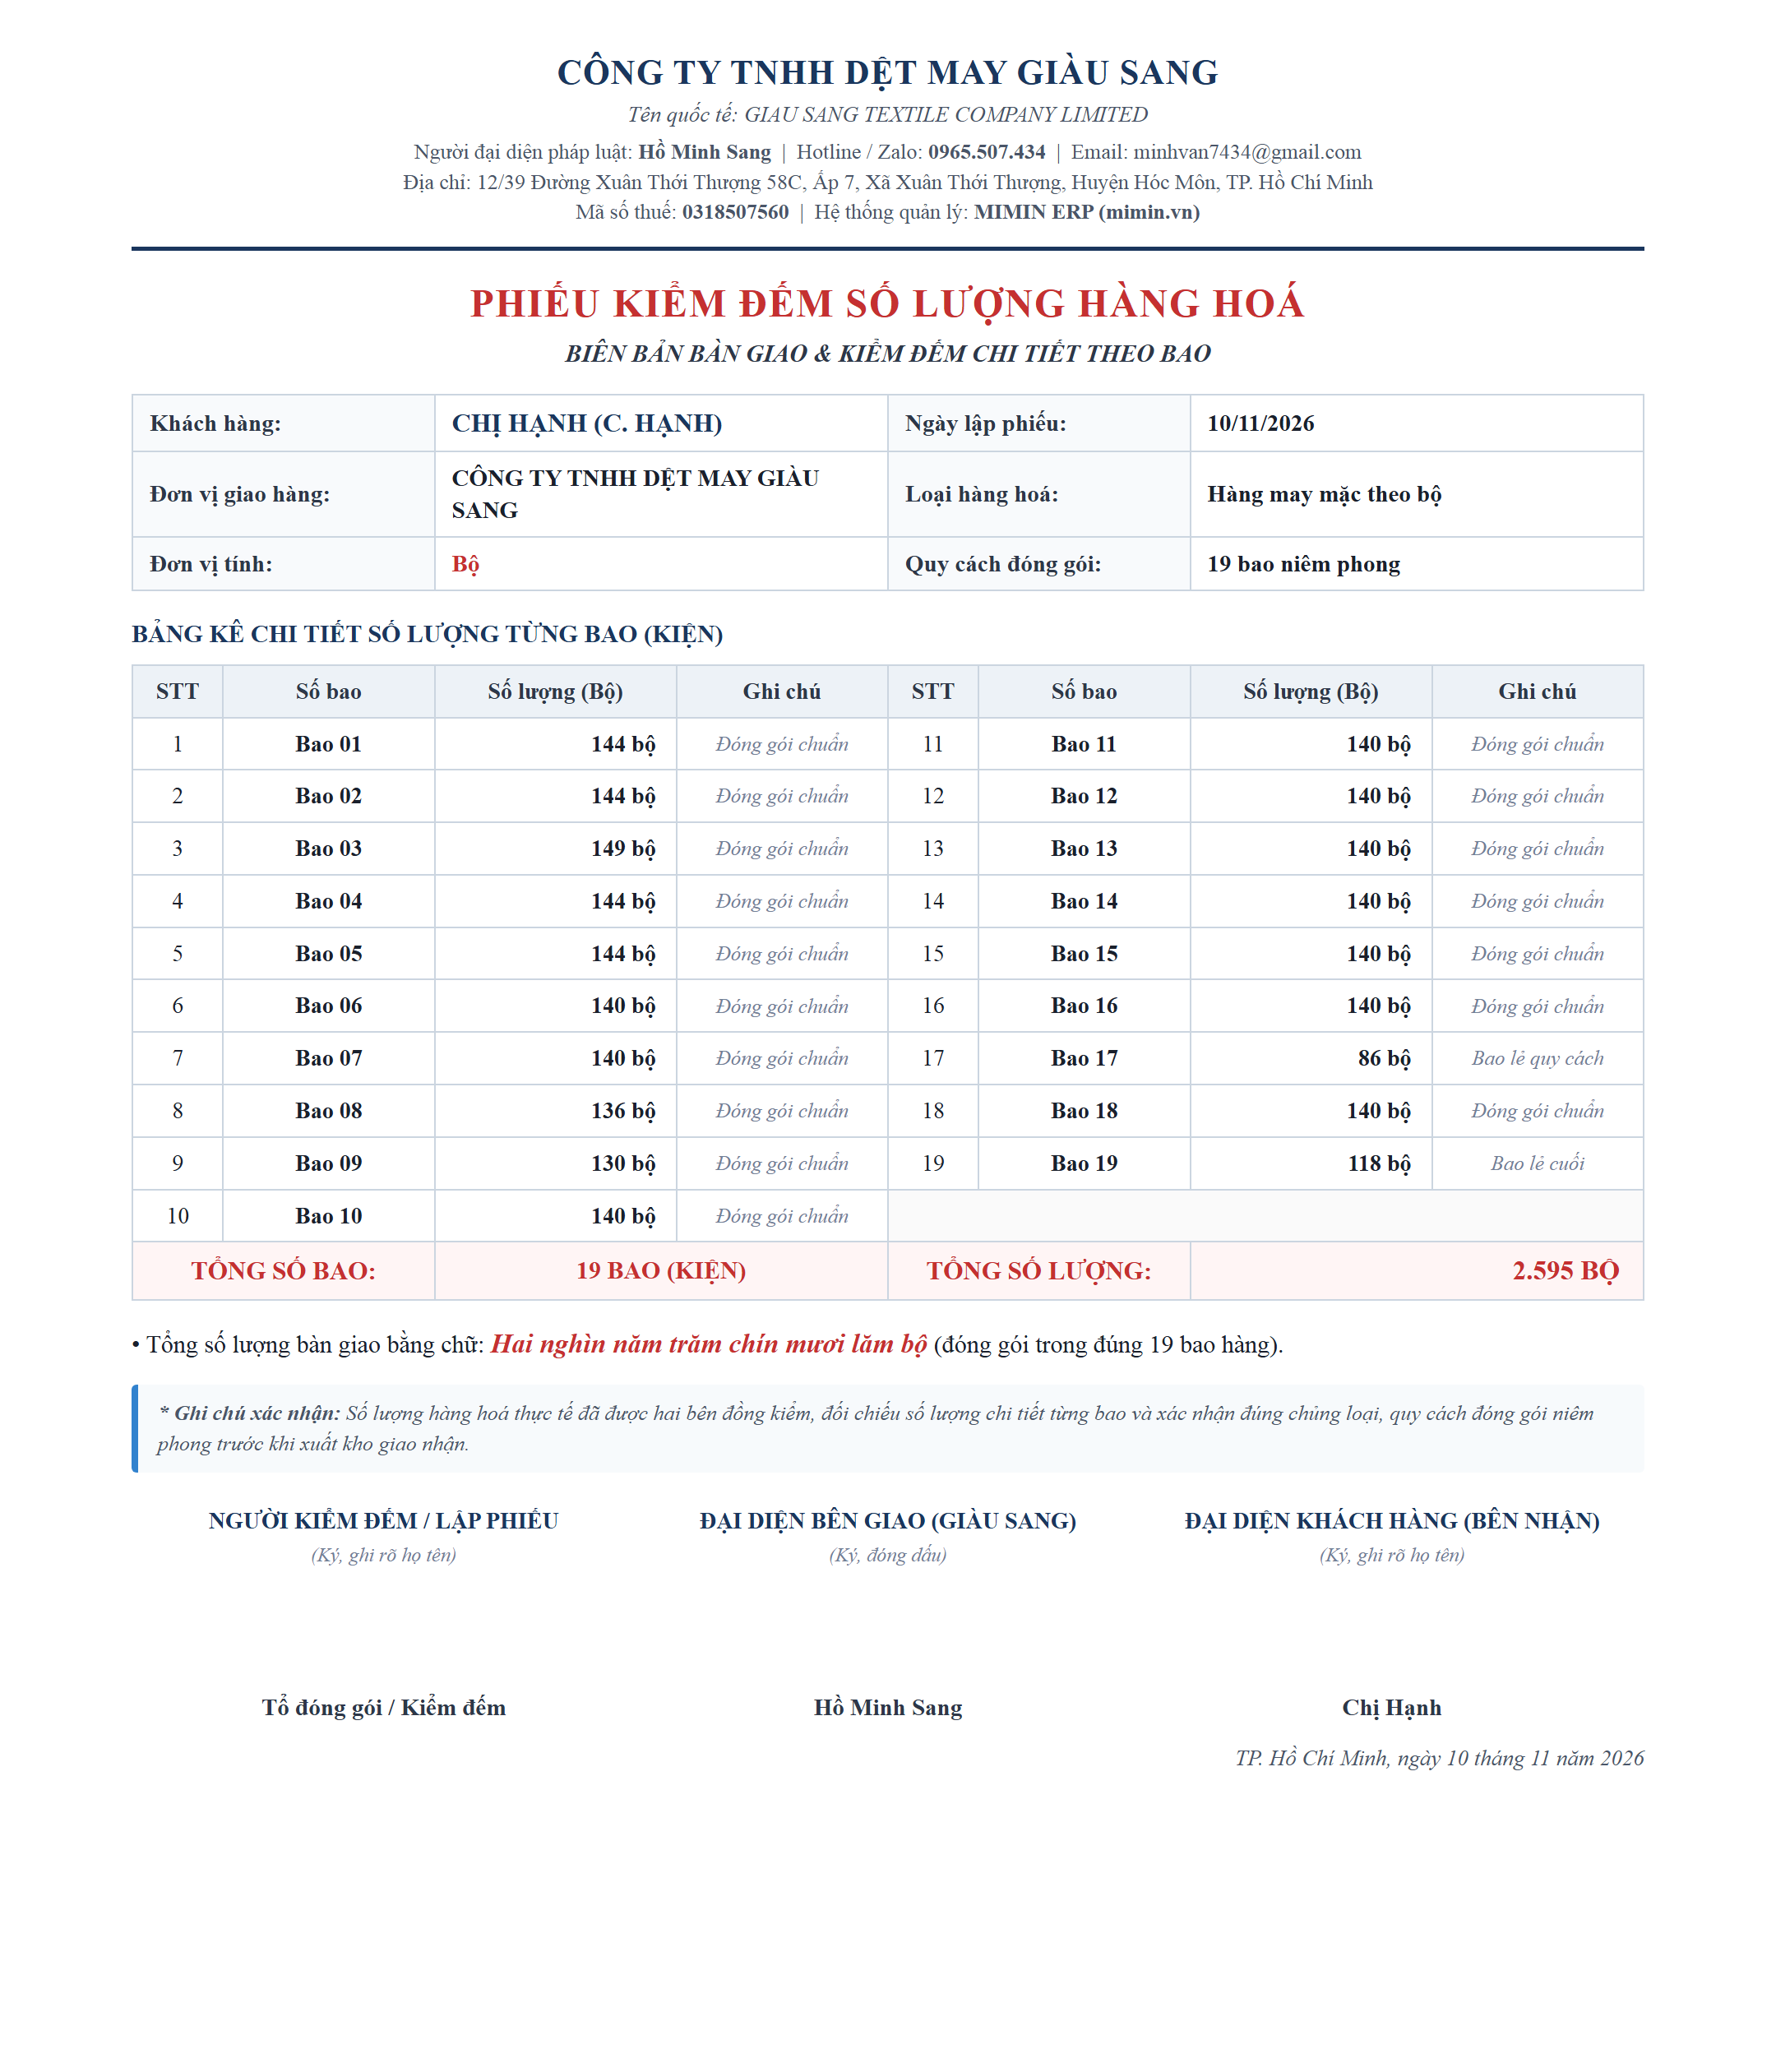 CÔNG TY TNHH DỆT MAY GIÀU SANG
Tên quốc tế: GIAU SANG TEXTILE COMPANY LIMITED
Người đại diện pháp luật: Hồ Minh Sang | Hotline / Zalo: 0965.507.434 | Email: minhvan7434@gmail.com
Địa chỉ: 12/39 Đường Xuân Thới Thượng 58C, Ấp 7, Xã Xuân Thới Thượng, Huyện Hóc Môn, TP. Hồ Chí Minh
Mã số thuế: 0318507560 | Hệ thống quản lý: MIMIN ERP (mimin.vn)
PHIẾU KIỂM ĐẾM SỐ LƯỢNG HÀNG HOÁ
BIÊN BẢN BÀN GIAO & KIỂM ĐẾM CHI TIẾT THEO BAO
Khách hàng: CHỊ HẠNH (C. HẠNH) Ngày lập phiếu: 10/11/2026
Đơn vị giao hàng: CÔNG TY TNHH DỆT MAY GIÀU SANG Loại hàng hoá: Hàng may mặc theo bộ
Đơn vị tính: Bộ Quy cách đóng gói: 19 bao niêm phong
BẢNG KÊ CHI TIẾT SỐ LƯỢNG TỪNG BAO (KIỆN)
STT Số bao Số lượng (Bộ) Ghi chú STT Số bao Số lượng (Bộ) Ghi chú
1 Bao 01 144 bộ Đóng gói chuẩn 11 Bao 11 140 bộ Đóng gói chuẩn
2 Bao 02 144 bộ Đóng gói chuẩn 12 Bao 12 140 bộ Đóng gói chuẩn
3 Bao 03 149 bộ Đóng gói chuẩn 13 Bao 13 140 bộ Đóng gói chuẩn
4 Bao 04 144 bộ Đóng gói chuẩn 14 Bao 14 140 bộ Đóng gói chuẩn
5 Bao 05 144 bộ Đóng gói chuẩn 15 Bao 15 140 bộ Đóng gói chuẩn
6 Bao 06 140 bộ Đóng gói chuẩn 16 Bao 16 140 bộ Đóng gói chuẩn
7 Bao 07 140 bộ Đóng gói chuẩn 17 Bao 17 86 bộ Bao lẻ quy cách
8 Bao 08 136 bộ Đóng gói chuẩn 18 Bao 18 140 bộ Đóng gói chuẩn
9 Bao 09 130 bộ Đóng gói chuẩn 19 Bao 19 118 bộ Bao lẻ cuối
10 Bao 10 140 bộ Đóng gói chuẩn
TỔNG SỐ BAO: 19 BAO (KIỆN) TỔNG SỐ LƯỢNG: 2.595 BỘ
• Tổng số lượng bàn giao bằng chữ: Hai nghìn năm trăm chín mươi lăm bộ (đóng gói trong đúng 19 bao hàng).
* Ghi chú xác nhận: Số lượng hàng hoá thực tế đã được hai bên đồng kiểm, đối chiếu số lượng chi tiết từng bao và xác nhận đúng chủng loại, quy cách đóng gói niêm
phong trước khi xuất kho giao nhận.
NGƯỜI KIỂM ĐẾM / LẬP PHIẾU ĐẠI DIỆN BÊN GIAO (GIÀU SANG) ĐẠI DIỆN KHÁCH HÀNG (BÊN NHẬN)
(Ký, ghi rõ họ tên) (Ký, đóng dấu) (Ký, ghi rõ họ tên)
Tổ đóng gói / Kiểm đếm Hồ Minh Sang Chị Hạnh
TP. Hồ Chí Minh, ngày 10 tháng 11 năm 2026